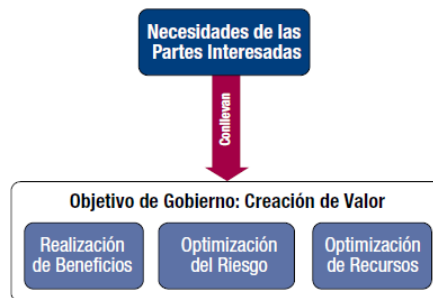 Necesidades de las
Partes Interesadas
Conllevan
Objetivo de Gobierno: Creación de Valor
Realización
de Beneficios
Optimización
del Riesgo
Optimización
de Recursos